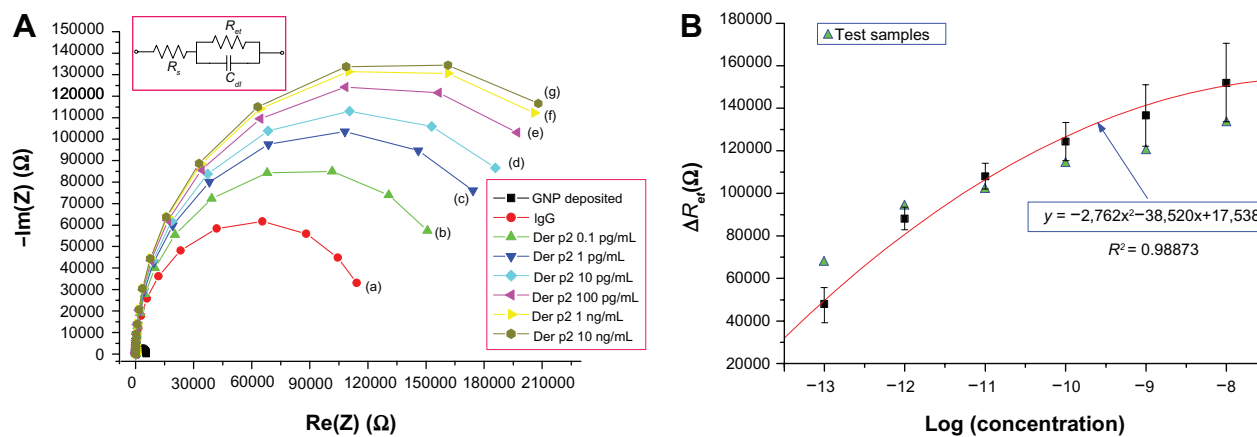 A
150000
140000
130000
120000
120000
110000
100000
90000
80000
70000
60000
50000
40000
30000
20000
10000
0
−Im(Z) (Ω)
Ret
Rs
Cdl
(g)
(f)
(e)
(d)
(c)
(b)
(a)
GNP deposited
IgG
Der p2 0.1 pg/mL
Der p2 1 pg/mL
Der p2 10 pg/mL
Der p2 100 pg/mL
Der p2 1 ng/mL
Der p2 10 ng/mL
0 30000 60000 90000 120000 150000 180000 210000
Re(Z) (Ω)
B
180000
160000
140000
120000
100000
80000
60000
40000
20000
ΔRet(Ω)
Test samples
y = −2,762x²−38,520x+17,538
R² = 0.98873
−13 −12 −11 −10 −9 −8
Log (concentration)